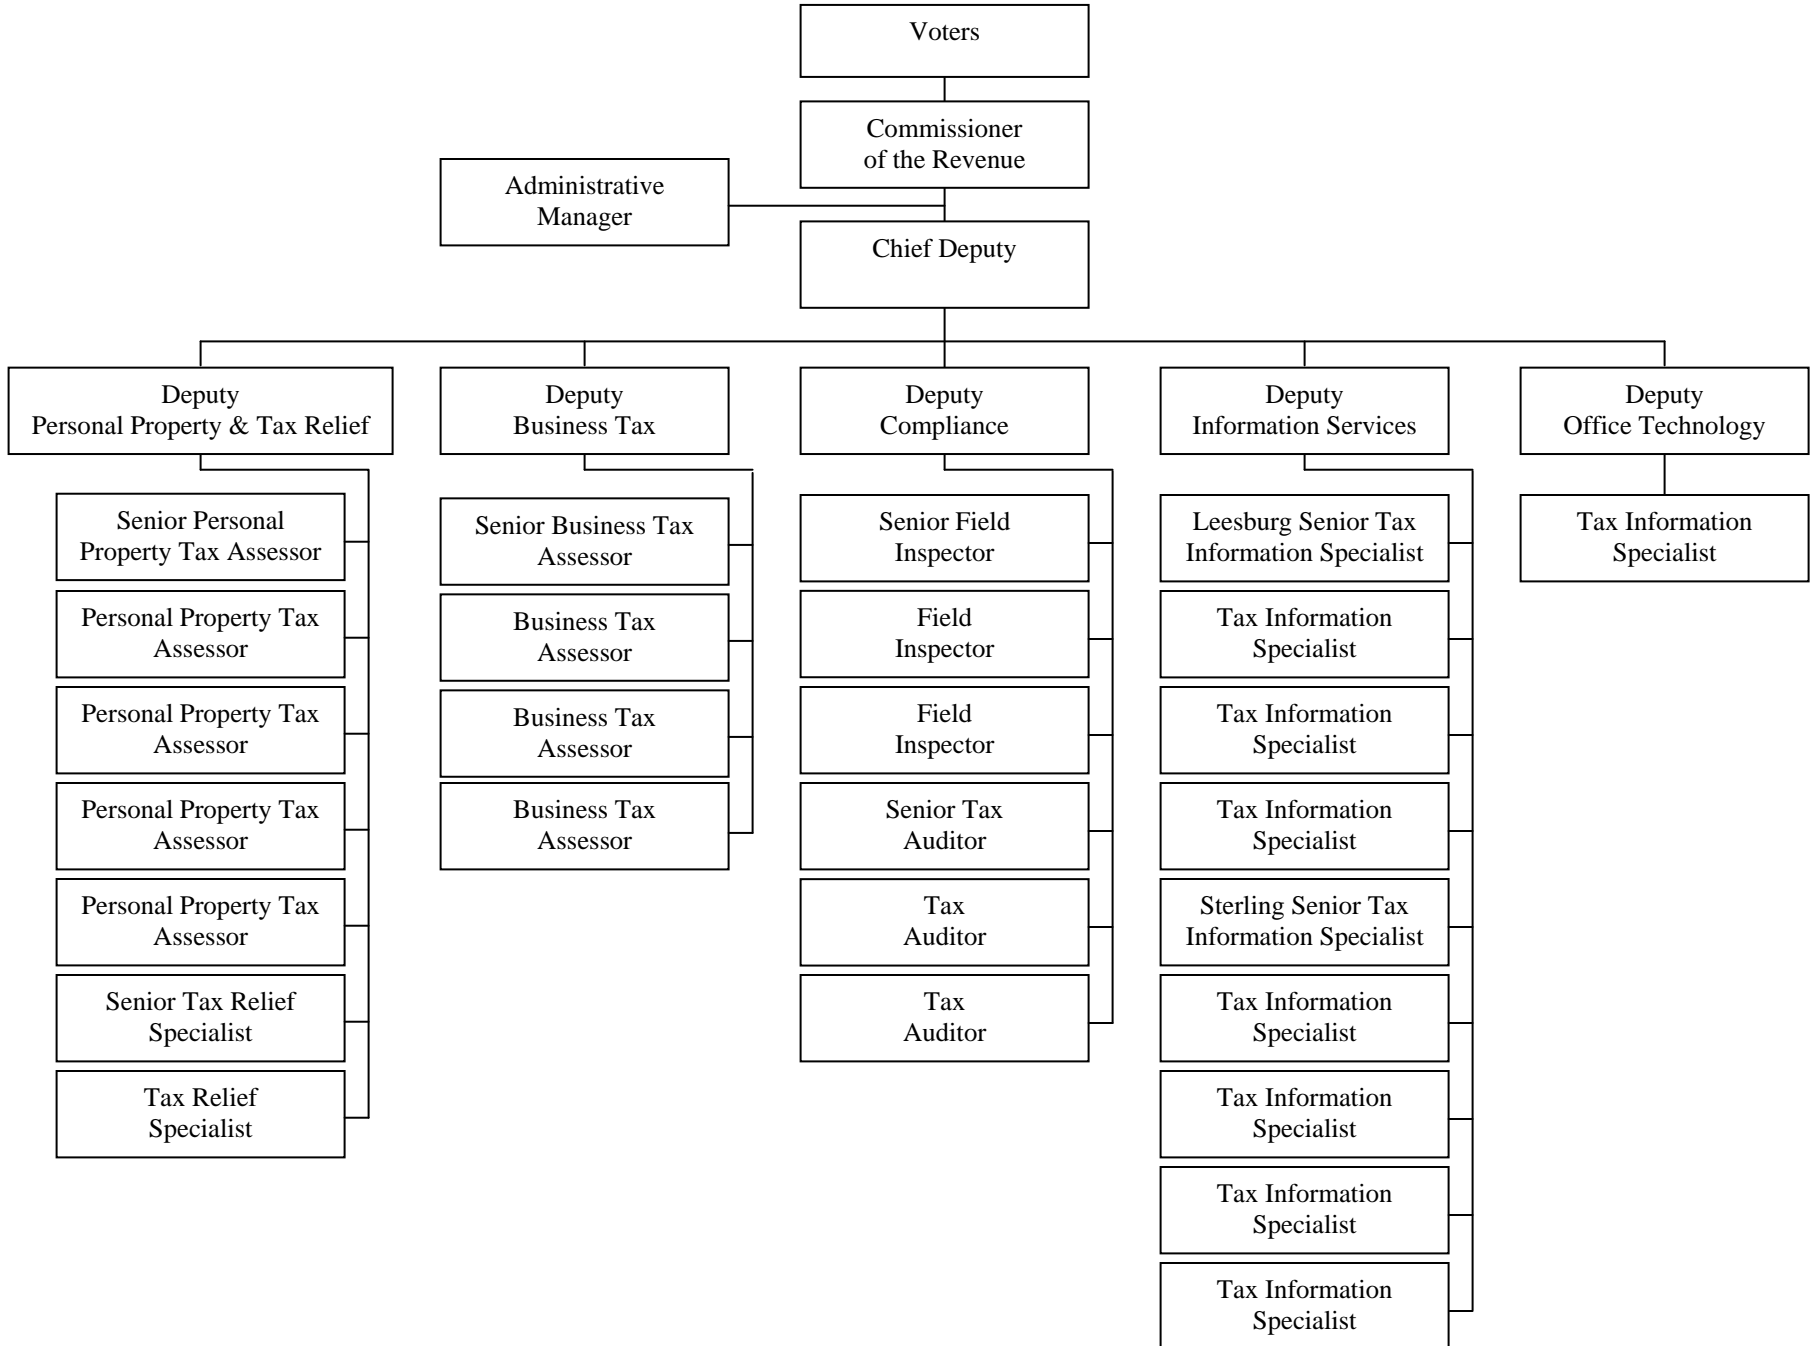 Voters
Commissioner
of the Revenue
Administrative
Manager
Chief Deputy
Deputy
Personal Property & Tax Relief
Deputy
Business Tax
Deputy
Compliance
Deputy
Information Services
Deputy
Office Technology
Senior Personal
Property Tax Assessor
Personal Property Tax
Assessor
Personal Property Tax
Assessor
Personal Property Tax
Assessor
Personal Property Tax
Assessor
Senior Tax Relief
Specialist
Tax Relief
Specialist
Senior Business Tax
Assessor
Business Tax
Assessor
Business Tax
Assessor
Business Tax
Assessor
Senior Field
Inspector
Field
Inspector
Field
Inspector
Senior Tax
Auditor
Tax
Auditor
Tax
Auditor
Leesburg Senior Tax
Information Specialist
Tax Information
Specialist
Tax Information
Specialist
Tax Information
Specialist
Sterling Senior Tax
Information Specialist
Tax Information
Specialist
Tax Information
Specialist
Tax Information
Specialist
Tax Information
Specialist
Tax Information
Specialist